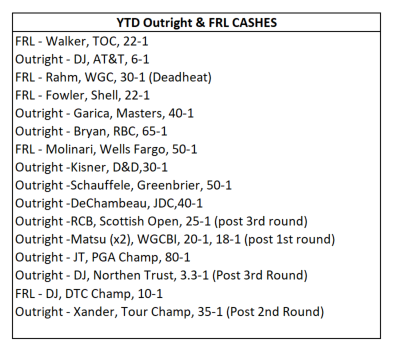 YTD Outright & FRL CASHES
FRL - Walker, TOC, 22-1
Outright - DJ, AT&T, 6-1
FRL - Rahm, WGC, 30-1 (Deadheat)
FRL - Fowler, Shell, 22-1
Outright - Garica, Masters, 40-1
Outright - Bryan, RBC, 65-1
FRL - Molinari, Wells Fargo, 50-1
Outright -Kisner, D&D,30-1
Outright -Schauffele, Greenbrier, 50-1
Outright -DeChambeau, JDC,40-1
Outright -RCB, Scottish Open, 25-1 (post 3rd round)
Outright -Matsu (x2), WGCBI, 20-1, 18-1 (post 1st round)
Outright - JT, PGA Champ, 80-1
Outright - DJ, Northen Trust, 3.3-1 (Post 3rd Round)
FRL - DJ, DTC Champ, 10-1
Outright - Xander, Tour Champ, 35-1 (Post 2nd Round)